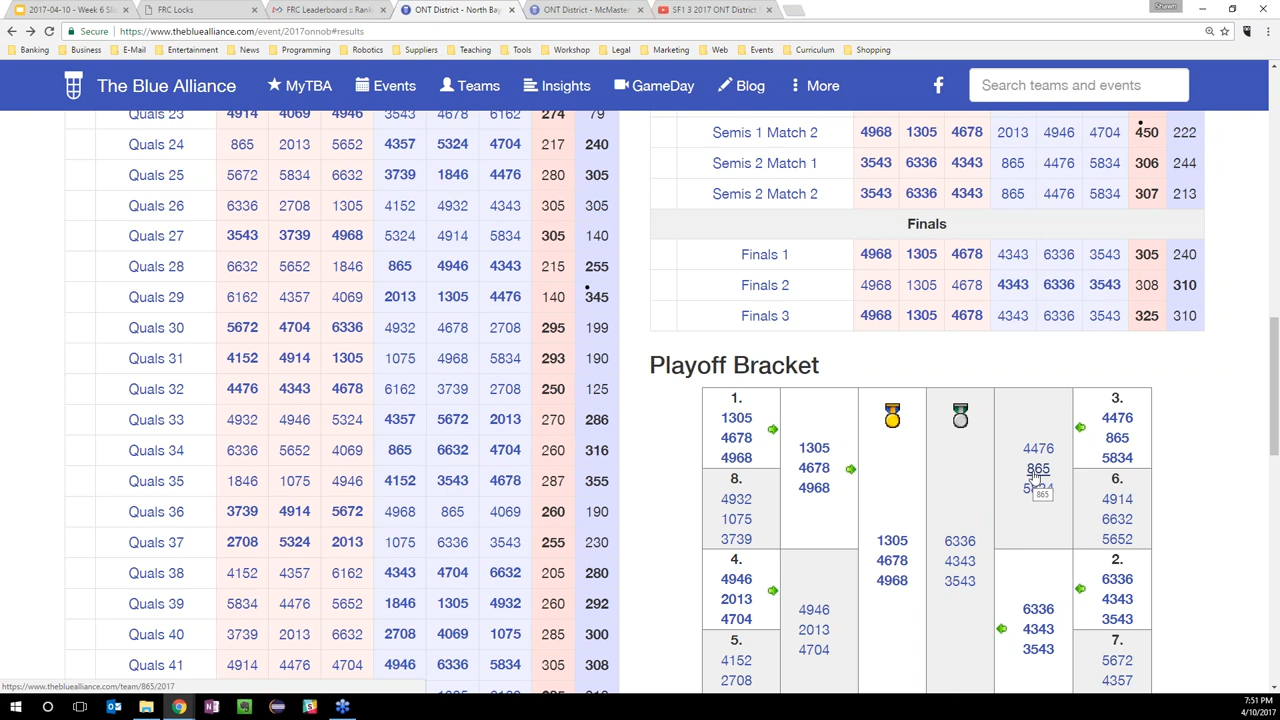 Shawn
2017-04-10 - Week 6 Sli
FRC Locks
FRC Leaderboard :: Rank
ONT District - North Bay
ONT District - McMaster
SF1 3 2017 ONT District
Secure
https://www.thebluealliance.com/event/2017onnob#results
Banking Business E-Mail Entertainment News Programming Robotics Suppliers Teaching Tools Workshop Legal Marketing Web Events Curriculum Shopping
The Blue Alliance MyTBA Events Teams Insights GameDay Blog More Search teams and events
Quals 23 4914 4069 4946 3543 4678 6162 274 79
Quals 24 865 2013 5652 4357 5324 4704 217 240
Quals 25 5672 5834 6632 3739 1846 4476 280 305
Quals 26 6336 2708 1305 4152 4932 4343 305 305
Quals 27 3543 3739 4968 5324 4914 5834 305 140
Quals 28 6632 5652 1846 865 4946 4343 215 255
Quals 29 6162 4357 4069 2013 1305 4476 140 345
Quals 30 5672 4704 6336 4932 4678 2708 295 199
Quals 31 4152 4914 1305 1075 4968 5834 293 190
Quals 32 4476 4343 4678 6162 3739 2708 250 125
Quals 33 4932 4946 5324 4357 5672 2013 270 286
Quals 34 6336 5652 4069 865 6632 4704 260 316
Quals 35 1846 1075 4946 4152 3543 4678 287 355
Quals 36 3739 4914 5672 4968 865 4069 260 190
Quals 37 2708 5324 2013 1075 6336 3543 255 230
Quals 38 4152 4357 6162 4343 4704 6632 205 280
Quals 39 5834 4476 5652 1846 1305 4932 260 292
Quals 40 3739 2013 6632 2708 4069 1075 285 300
Quals 41 4914 4476 4704 4946 6336 5834 305 308
Semis 1 Match 2 4968 1305 4678 2013 4946 4704 450 222
Semis 2 Match 1 3543 6336 4343 865 4476 5834 306 244
Semis 2 Match 2 3543 6336 4343 865 4476 5834 307 213
Finals
Finals 1 4968 1305 4678 4343 6336 3543 305 240
Finals 2 4968 1305 4678 4343 6336 3543 308 310
Finals 3 4968 1305 4678 4343 6336 3543 325 310
Playoff Bracket
1.
1305
4678
4968
8.
4932
1075
3739
4.
4946
2013
4704
5.
4152
2708
1305
4678
4968
4946
2013
4704
1305
4678
4968
6336
4343
3543
4476
865
865
6336
4343
3543
3.
4476
865
5834
6.
4914
6632
5652
2.
6336
4343
3543
7.
5672
4357
https://www.thebluealliance.com/team/865/2017
7:51 PM
4/10/2017